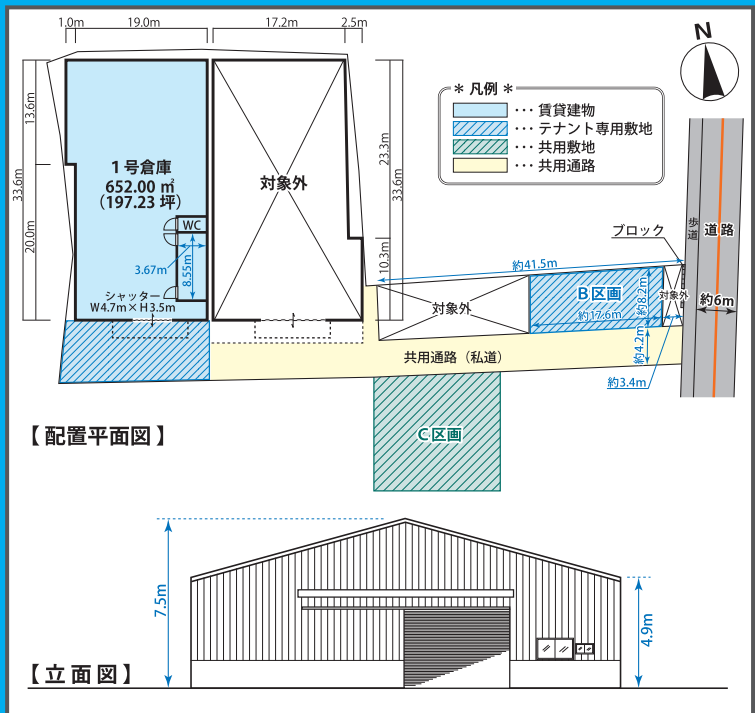 1.0m 19.0m 17.2m 2.5m
N
13.6m
33.6m
20.0m
23.3m
33.6m
10.3m
＊ 凡例 ＊
･･･ 賃貸建物
･･･ テナント専用敷地
･･･ 共用敷地
･･･ 共用通路
1号倉庫
652.00 ㎡
（197.23 坪）
対象外
WC
3.67m
8.55m
シャッター
W4.7m×H3.5m
ブロック
歩道
道路
約6m
約41.5m
対象外
B区画
約17.6m
約8.2m
対象外
約4.2m
約3.4m
共用通路（私道）
C区画
【 配置平面図 】
7.5m
4.9m
【 立面図 】